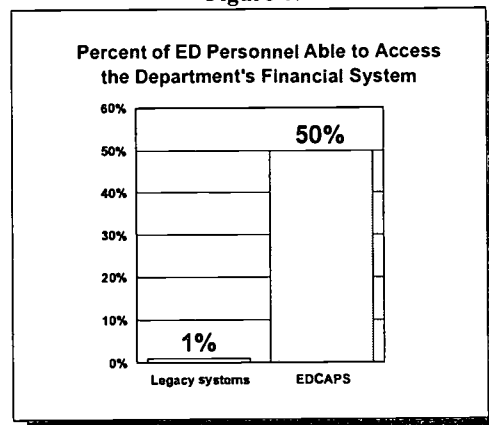 Percent of ED Personnel Able to Access
the Department's Financial System
60%
50%
50%
40%
30%
20%
10%
1%
0%
Legacy systems
EDCAPS